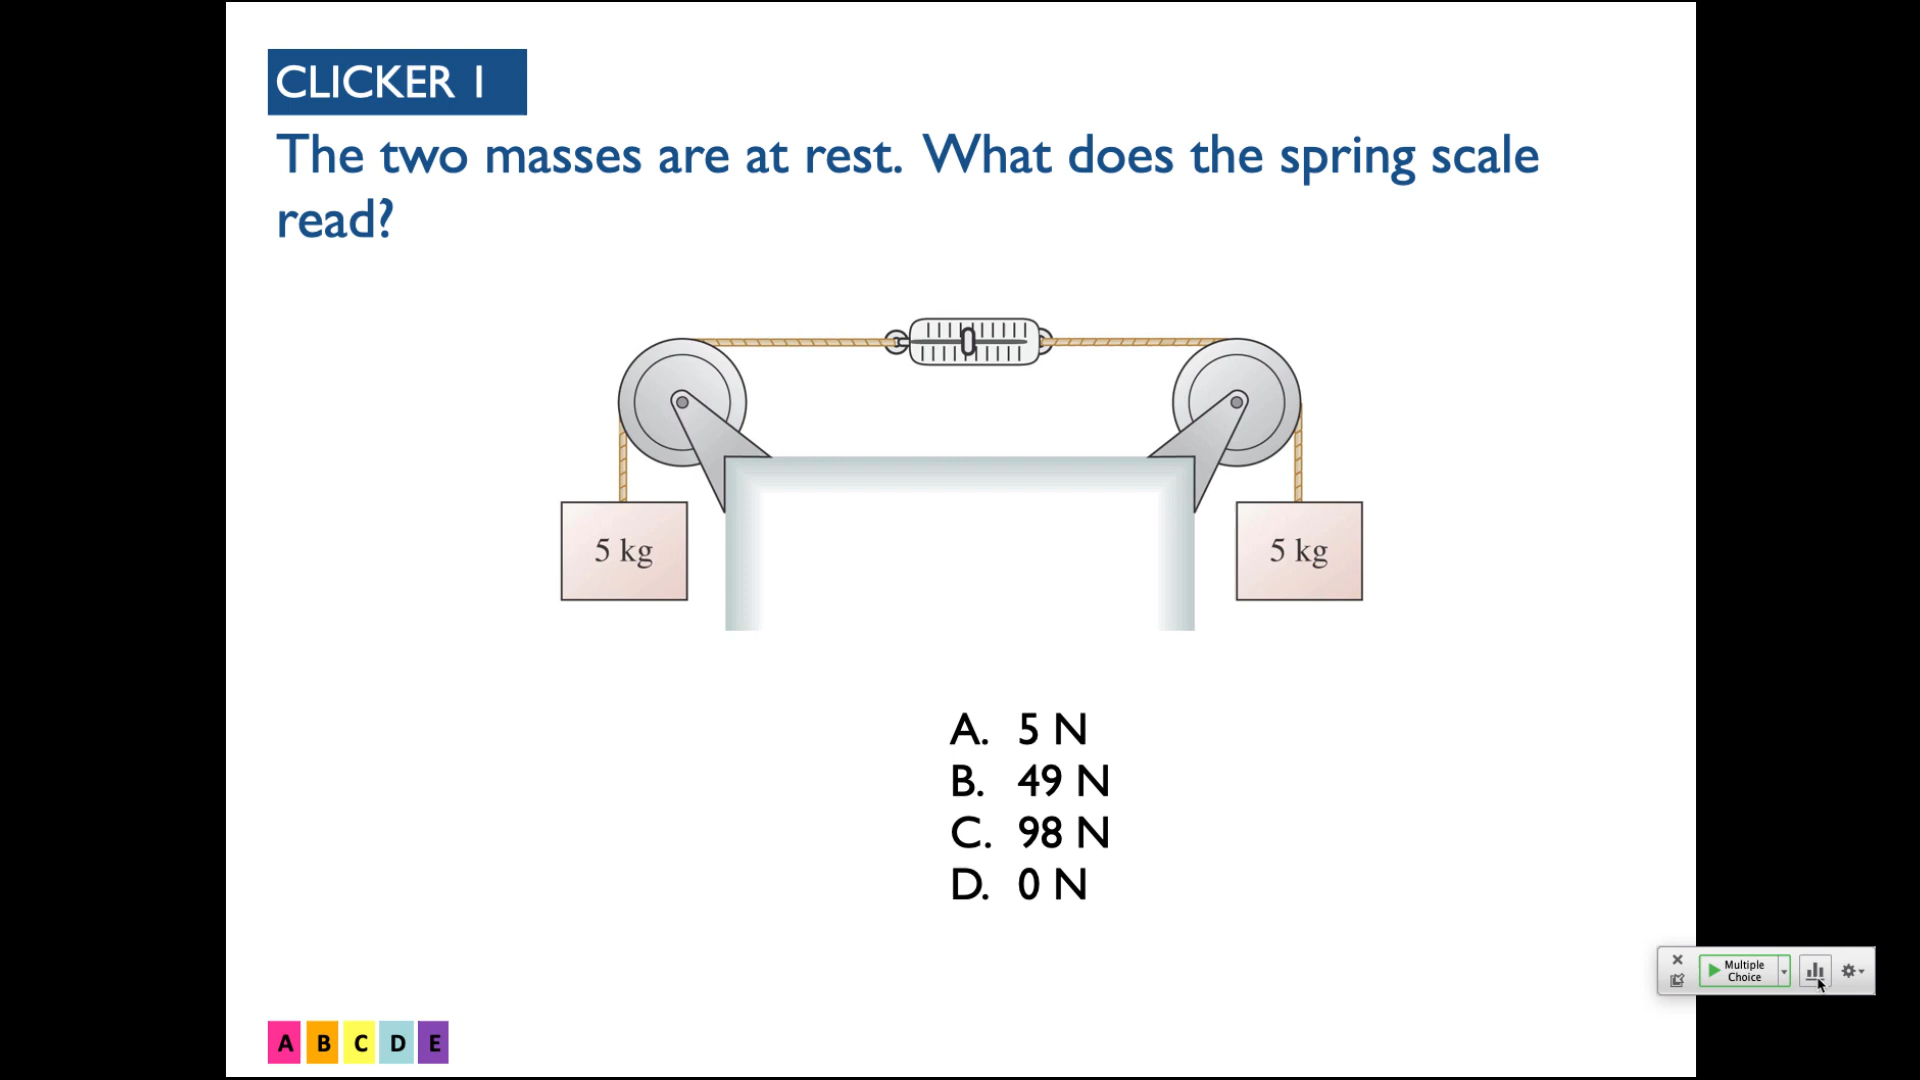 CLICKER 1
The two masses are at rest. What does the spring scale
read?
5 kg
5 kg
A. 5 N
B. 49 N
C. 98 N
D. 0 N
Multiple
Choice
A B C D E